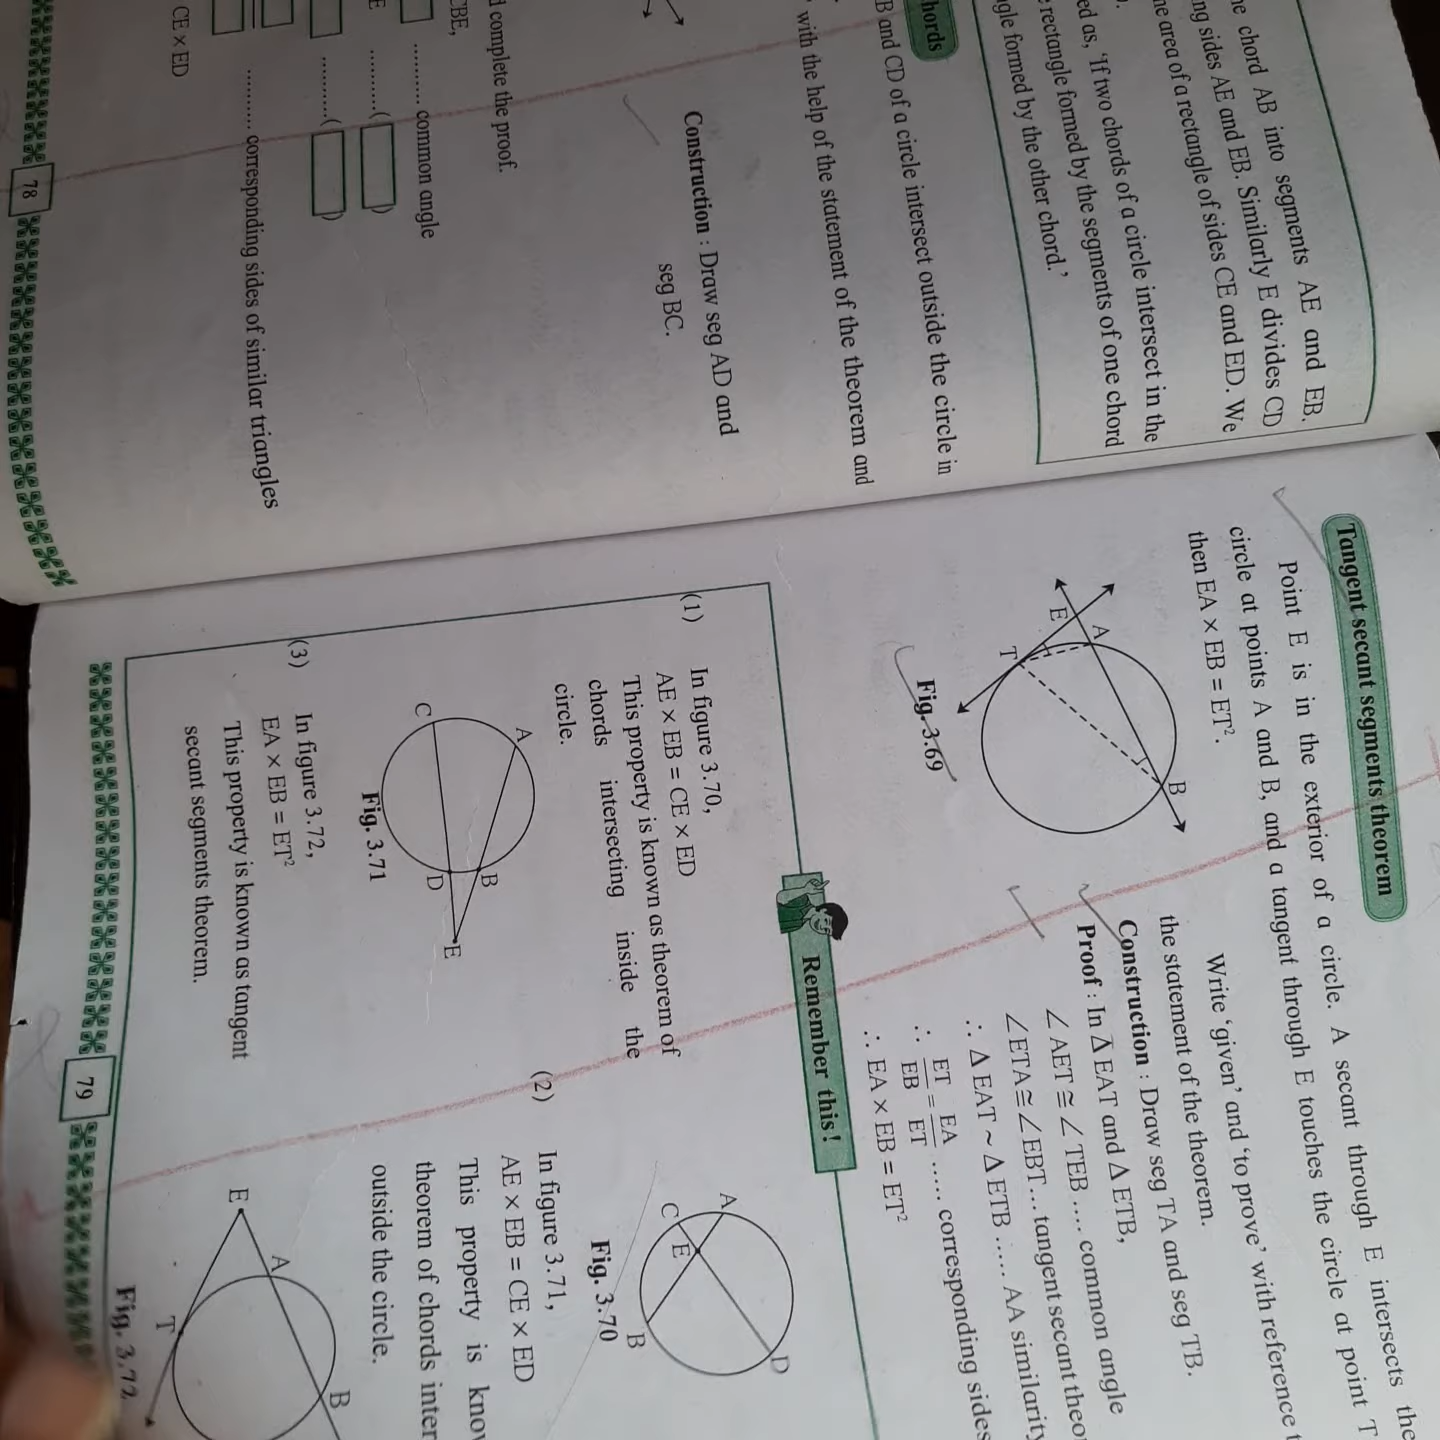 ne chord AB into segments AE and EB.
ng sides AE and EB. Similarly E divides CD
ne area of a rectangle of sides CE and ED. We
ed as, 'If two chords of a circle intersect in the
rectangle formed by the segments of one chord
gle formed by the other chord.'
hords
B and CD of a circle intersect outside the circle in
with the help of the statement of the theorem and
Construction : Draw seg AD and
seg BC.
d complete the proof.
CBE,
........ common angle
E .........( )
.........( )
......... corresponding sides of similar triangles
CE × ED
78
Tangent secant segments theorem
Point E is in the exterior of a circle. A secant through E intersects the
circle at points A and B, and a tangent through E touches the circle at point T
then EA × EB = ET².
E
A
T
B
Fig. 3.69
Write 'given' and 'to prove' with reference t
the statement of the theorem.
Construction : Draw seg TA and seg TB.
Proof : In Δ EAT and Δ ETB,
∠AET ≅ ∠TEB .... common angle
∠ETA ≅ ∠EBT ... tangent secant theor
∴ Δ EAT ~ Δ ETB ..... AA similarity
∴ ET/EB = EA/ET ..... corresponding sides
∴ EA × EB = ET²
Remember this!
(1) In figure 3.70,
AE × EB = CE × ED
This property is known as theorem of
chords intersecting inside the
circle.
A
C
E
B
D
Fig. 3.70
A
C
B
D
E
Fig. 3.71
(2) In figure 3.71,
AE × EB = CE × ED
This property is know
theorem of chords inter
outside the circle.
(3) In figure 3.72,
EA × EB = ET²
This property is known as tangent
secant segments theorem.
E
A
T
B
Fig. 3.72
79